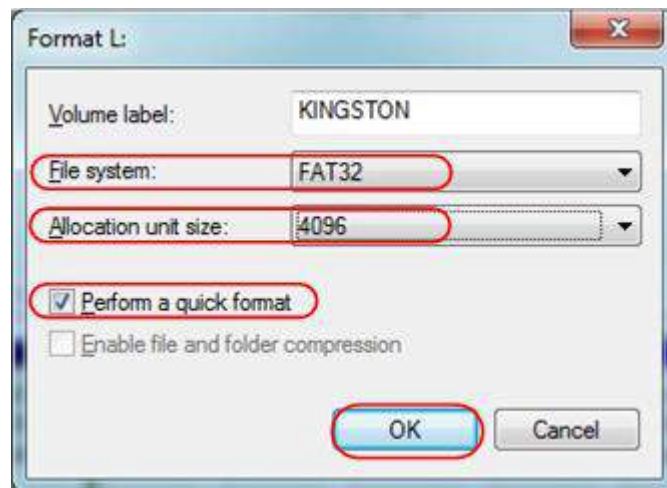 Format L:
Volume label: KINGSTON
File system: FAT32
Allocation unit size: 4096
Perform a quick format
Enable file and folder compression
OK Cancel